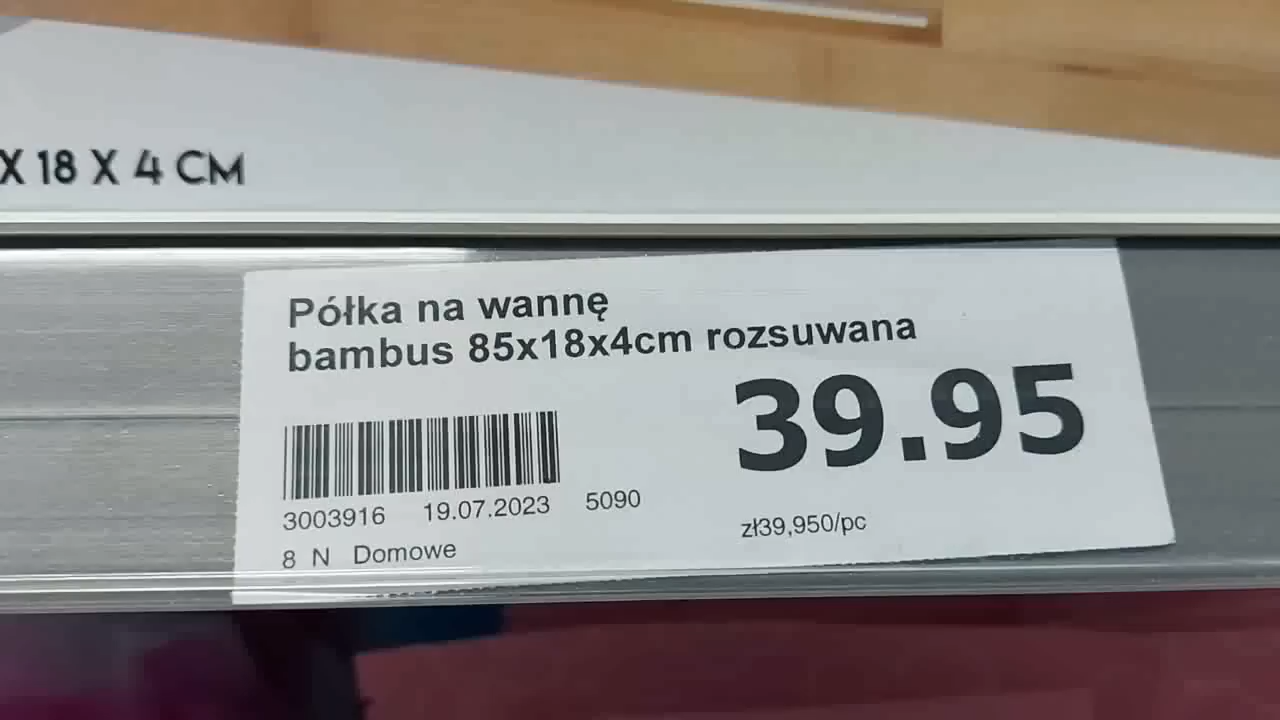 X 18 X 4 CM
Półka na wannę
bambus 85x18x4cm rozsuwana
39.95
3003916 19.07.2023 5090
zł39,950/pc
8 N Domowe